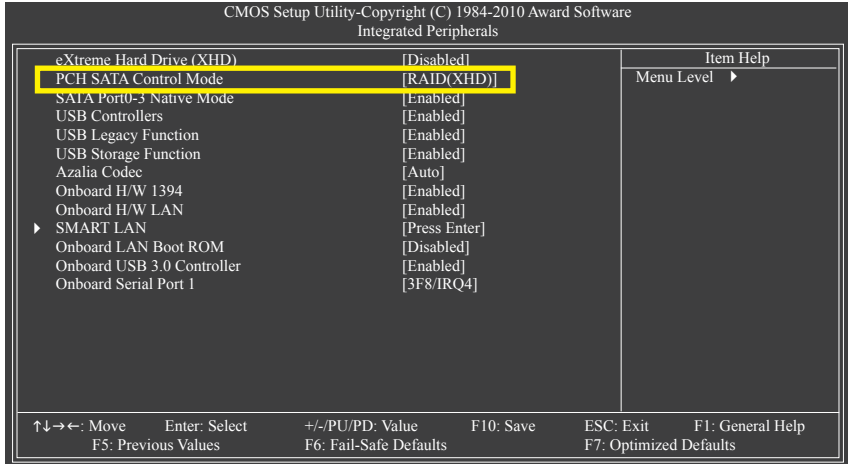 CMOS Setup Utility-Copyright (C) 1984-2010 Award Software
Integrated Peripherals
eXtreme Hard Drive (XHD) [Disabled] Item Help
PCH SATA Control Mode [RAID(XHD)] Menu Level ▶
SATA Port0-3 Native Mode [Enabled]
USB Controllers [Enabled]
USB Legacy Function [Enabled]
USB Storage Function [Enabled]
Azalia Codec [Auto]
Onboard H/W 1394 [Enabled]
Onboard H/W LAN [Enabled]
▶ SMART LAN [Press Enter]
Onboard LAN Boot ROM [Disabled]
Onboard USB 3.0 Controller [Enabled]
Onboard Serial Port 1 [3F8/IRQ4]
↑↓→←: Move Enter: Select +/-/PU/PD: Value F10: Save ESC: Exit F1: General Help
F5: Previous Values F6: Fail-Safe Defaults F7: Optimized Defaults